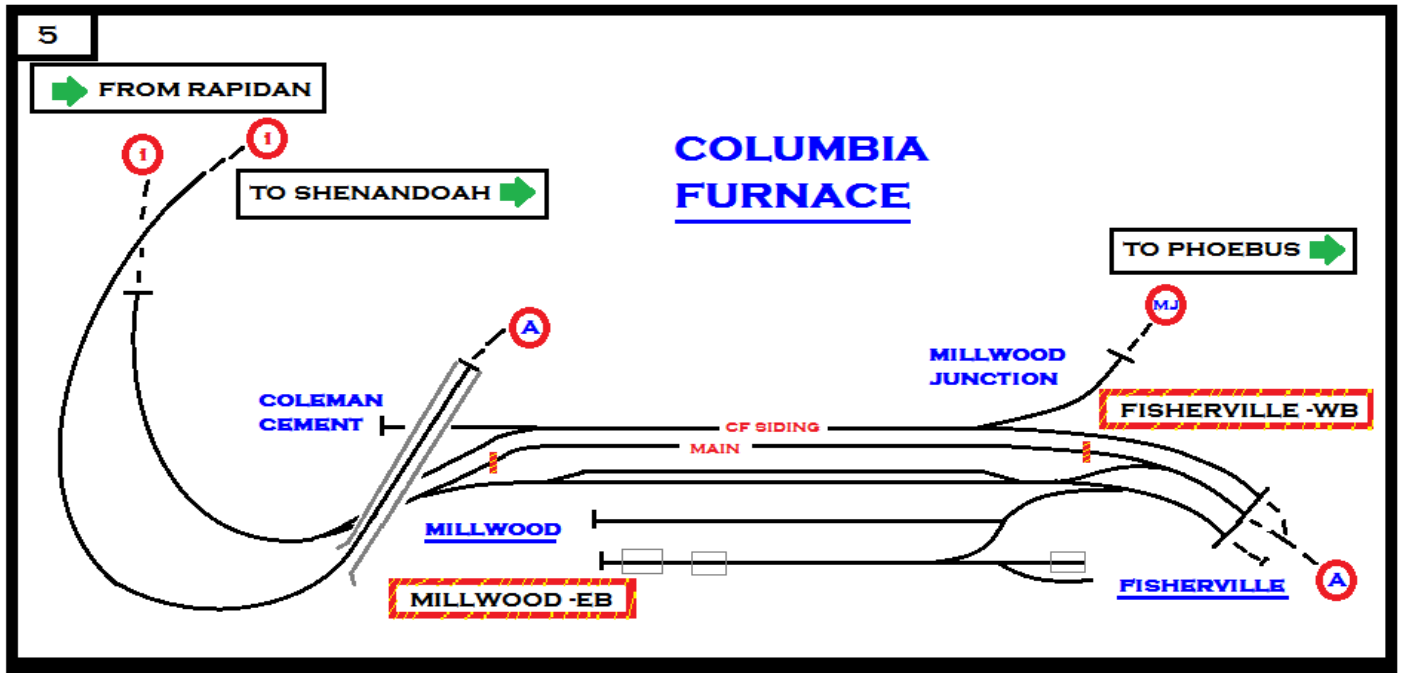 5
FROM RAPIDAN
1
1
TO SHENANDOAH
COLUMBIA
FURNACE
TO PHOEBUS
MJ
A
MILLWOOD
JUNCTION
COLEMAN
CEMENT
FISHERVILLE -WB
CF SIDING
MAIN
MILLWOOD
FISHERVILLE
A
MILLWOOD -EB